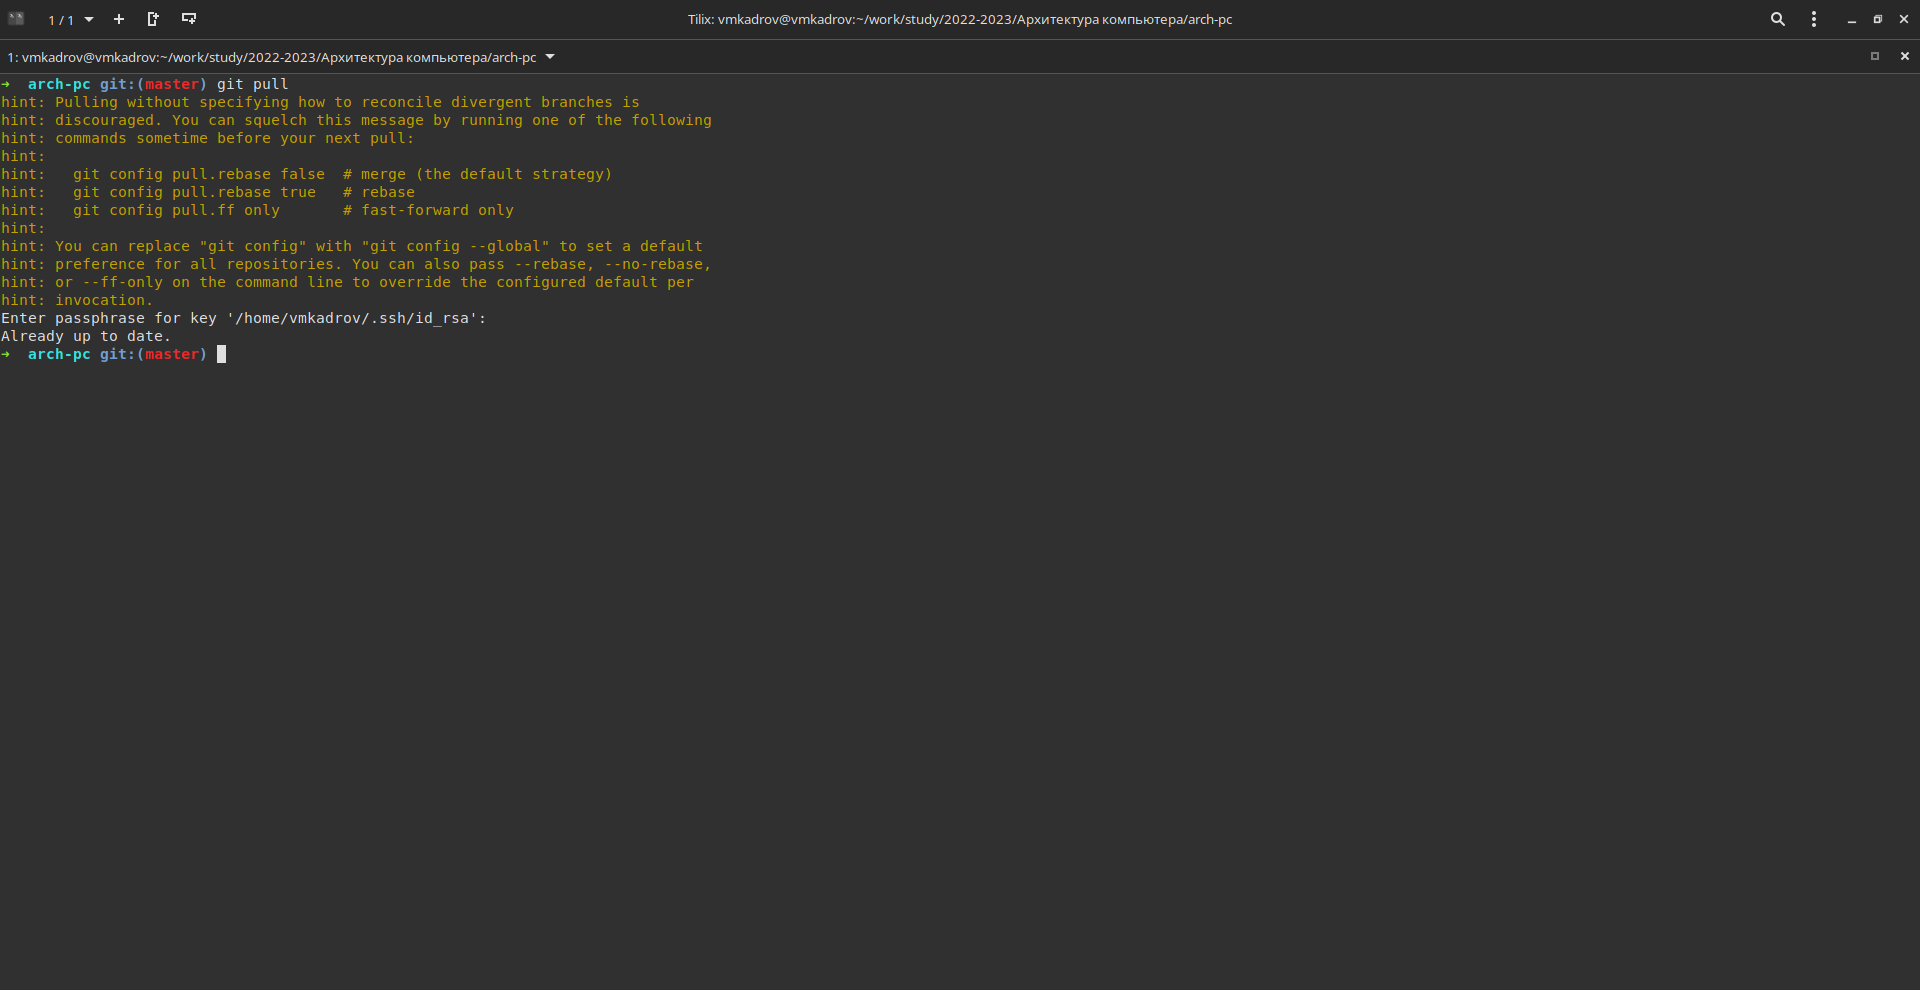 1 / 1
Tilix: vmkadrov@vmkadrov:~/work/study/2022-2023/Архитектура компьютера/arch-pc
1: vmkadrov@vmkadrov:~/work/study/2022-2023/Архитектура компьютера/arch-pc
➜  arch-pc git:(master) git pull
hint: Pulling without specifying how to reconcile divergent branches is
hint: discouraged. You can squelch this message by running one of the following
hint: commands sometime before your next pull:
hint:
hint:   git config pull.rebase false  # merge (the default strategy)
hint:   git config pull.rebase true   # rebase
hint:   git config pull.ff only       # fast-forward only
hint:
hint: You can replace "git config" with "git config --global" to set a default
hint: preference for all repositories. You can also pass --rebase, --no-rebase,
hint: or --ff-only on the command line to override the configured default per
hint: invocation.
Enter passphrase for key '/home/vmkadrov/.ssh/id_rsa':
Already up to date.
➜  arch-pc git:(master)